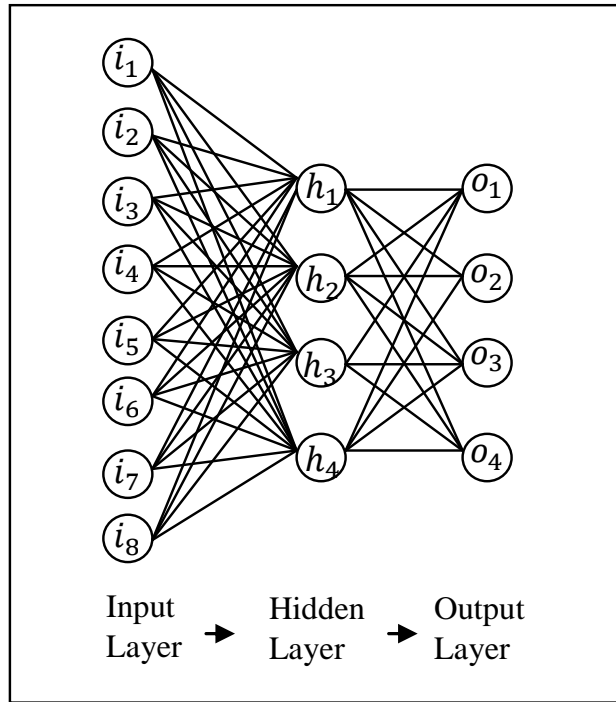 i₁
i₂
i₃
i₄
i₅
i₆
i₇
i₈
h₁
h₂
h₃
h₄
o₁
o₂
o₃
o₄
Input
Layer
Hidden
Layer
Output
Layer